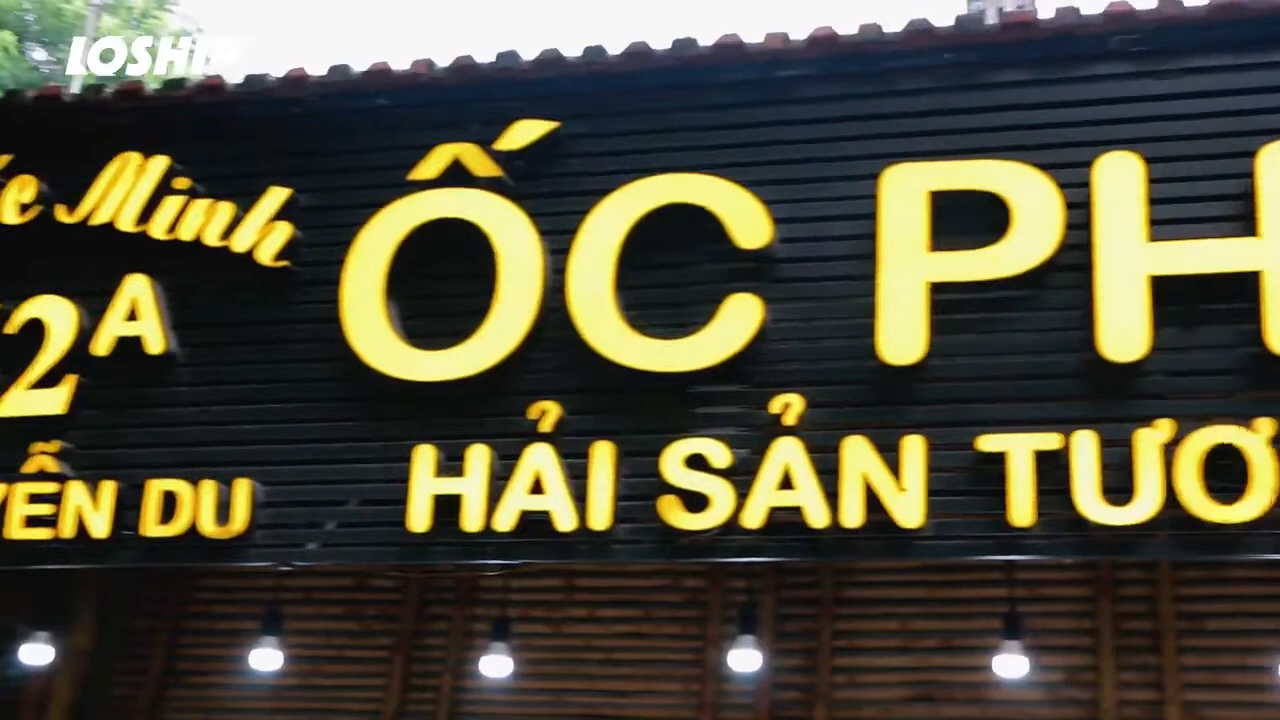 LOSHIP
Minh
2A
ỄN DU
ỐC PH
HẢI SẢN TƯƠ